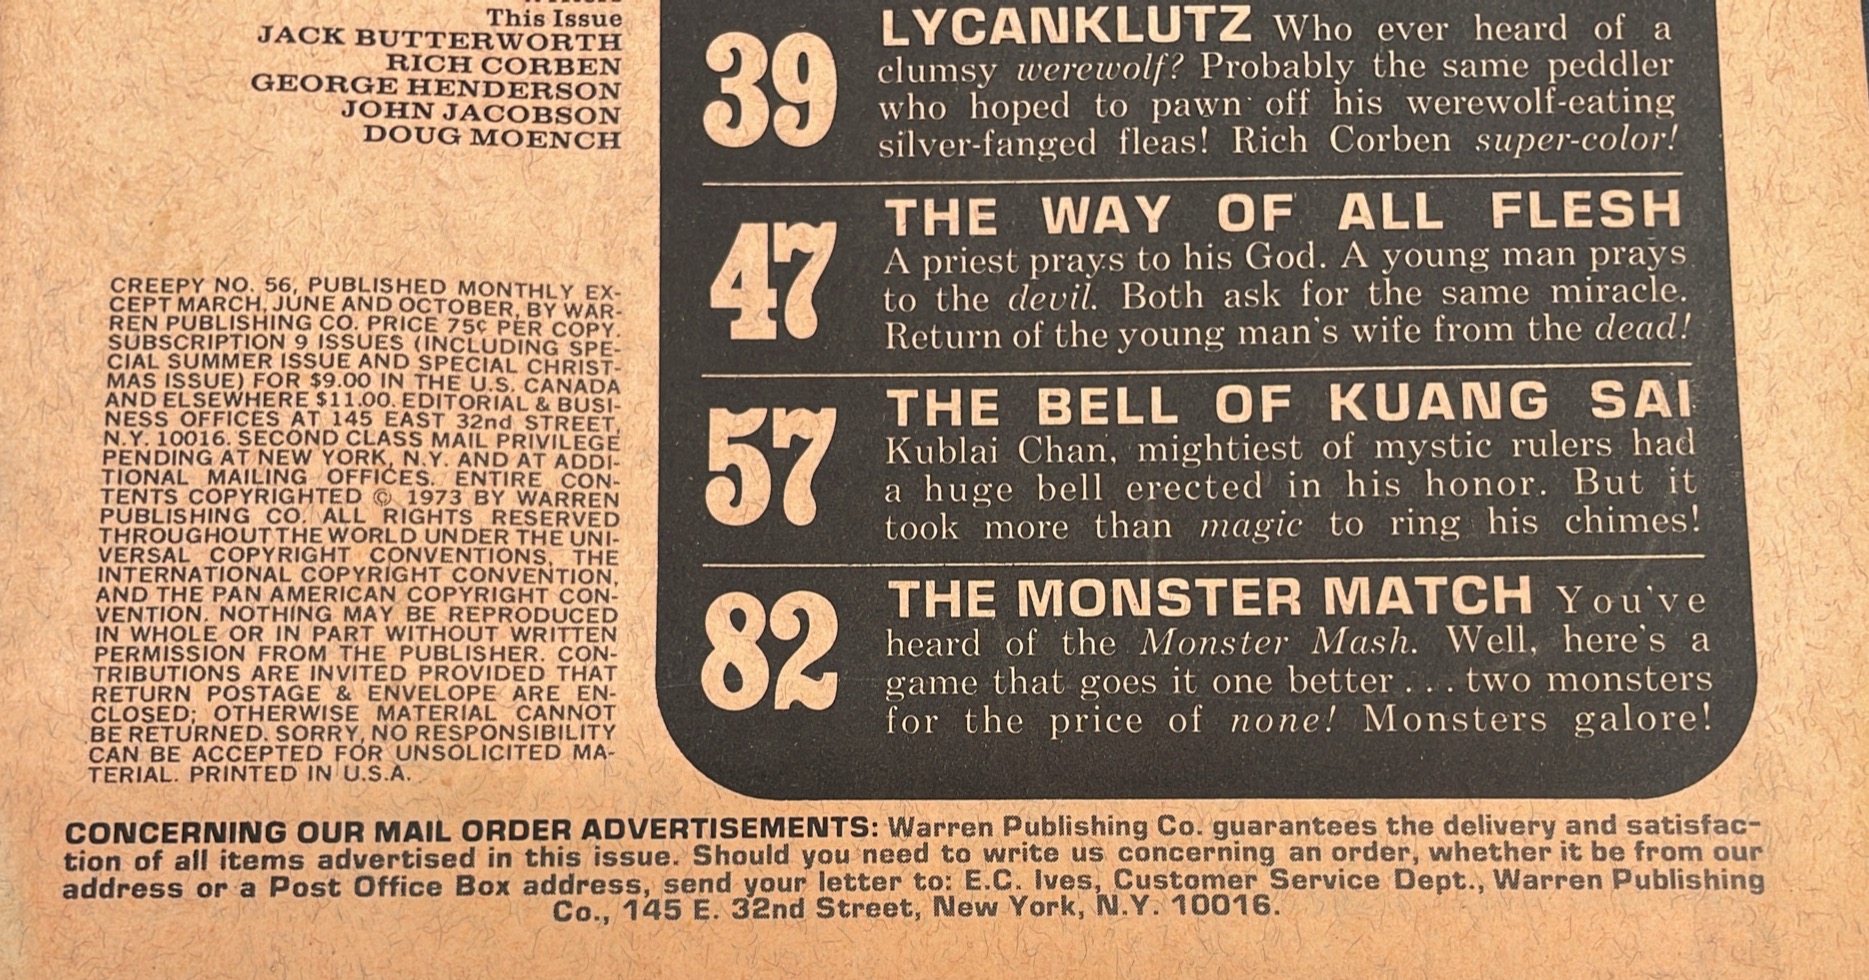 This Issue
JACK BUTTERWORTH
RICH CORBEN
GEORGE HENDERSON
JOHN JACOBSON
DOUG MOENCH
CREEPY NO. 56, PUBLISHED MONTHLY EX-
CEPT MARCH, JUNE AND OCTOBER, BY WAR-
REN PUBLISHING CO. PRICE 75¢ PER COPY.
SUBSCRIPTION 9 ISSUES (INCLUDING SPE-
CIAL SUMMER ISSUE AND SPECIAL CHRIST-
MAS ISSUE) FOR $9.00 IN THE U.S. CANADA
AND ELSEWHERE $11.00. EDITORIAL & BUSI-
NESS OFFICES AT 145 EAST 32nd STREET,
N.Y. 10016. SECOND CLASS MAIL PRIVILEGE
PENDING AT NEW YORK, N.Y. AND AT ADDI-
TIONAL MAILING OFFICES. ENTIRE CON-
TENTS COPYRIGHTED © 1973 BY WARREN
PUBLISHING CO. ALL RIGHTS RESERVED
THROUGHOUT THE WORLD UNDER THE UNI-
VERSAL COPYRIGHT CONVENTIONS, THE
INTERNATIONAL COPYRIGHT CONVENTION,
AND THE PAN AMERICAN COPYRIGHT CON-
VENTION. NOTHING MAY BE REPRODUCED
IN WHOLE OR IN PART WITHOUT WRITTEN
PERMISSION FROM THE PUBLISHER. CON-
TRIBUTIONS ARE INVITED PROVIDED THAT
RETURN POSTAGE & ENVELOPE ARE EN-
CLOSED; OTHERWISE MATERIAL CANNOT
BE RETURNED. SORRY, NO RESPONSIBILITY
CAN BE ACCEPTED FOR UNSOLICITED MA-
TERIAL. PRINTED IN U.S.A.
39
LYCANKLUTZ Who ever heard of a
clumsy werewolf? Probably the same peddler
who hoped to pawn off his werewolf-eating
silver-fanged fleas! Rich Corben super-color!
47
THE WAY OF ALL FLESH
A priest prays to his God. A young man prays
to the devil. Both ask for the same miracle.
Return of the young man's wife from the dead!
57
THE BELL OF KUANG SAI
Kublai Chan, mightiest of mystic rulers had
a huge bell erected in his honor. But it
took more than magic to ring his chimes!
82
THE MONSTER MATCH You've
heard of the Monster Mash. Well, here's a
game that goes it one better . . . two monsters
for the price of none! Monsters galore!
CONCERNING OUR MAIL ORDER ADVERTISEMENTS: Warren Publishing Co. guarantees the delivery and satisfac-
tion of all items advertised in this issue. Should you need to write us concerning an order, whether it be from our
address or a Post Office Box address, send your letter to: E.C. Ives, Customer Service Dept., Warren Publishing
Co., 145 E. 32nd Street, New York, N.Y. 10016.